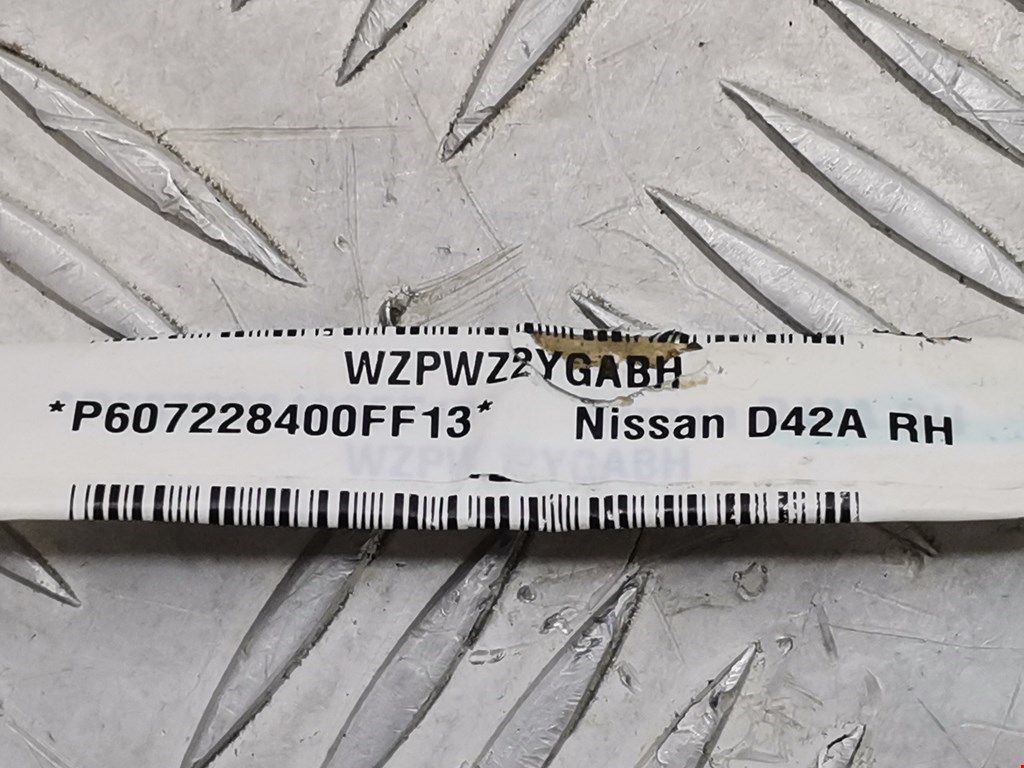 WZPWZ2YGABH
*P607228400FF13* Nissan D42A RH